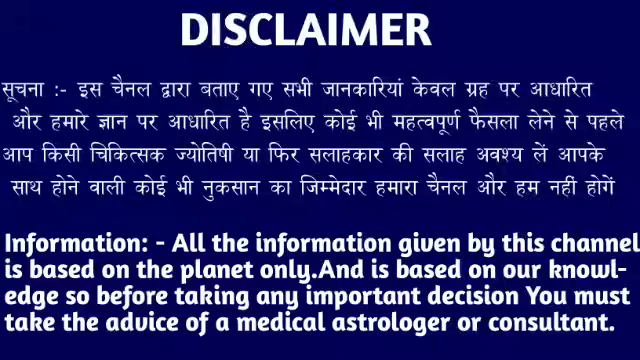 DISCLAIMER
सूचना :- इस चैनल द्वारा बताए गए सभी जानकारियां केवल ग्रह पर आधारित
और हमारे ज्ञान पर आधारित है इसलिए कोई भी महत्वपूर्ण फैसला लेने से पहले
आप किसी चिकित्सक ज्योतिषी या फिर सलाहकार की सलाह अवश्य लें आपके
साथ होने वाली कोई भी नुकसान का जिम्मेदार हमारा चैनल और हम नहीं होगें
Information: - All the information given by this channel
is based on the planet only.And is based on our knowl-
edge so before taking any important decision You must
take the advice of a medical astrologer or consultant.